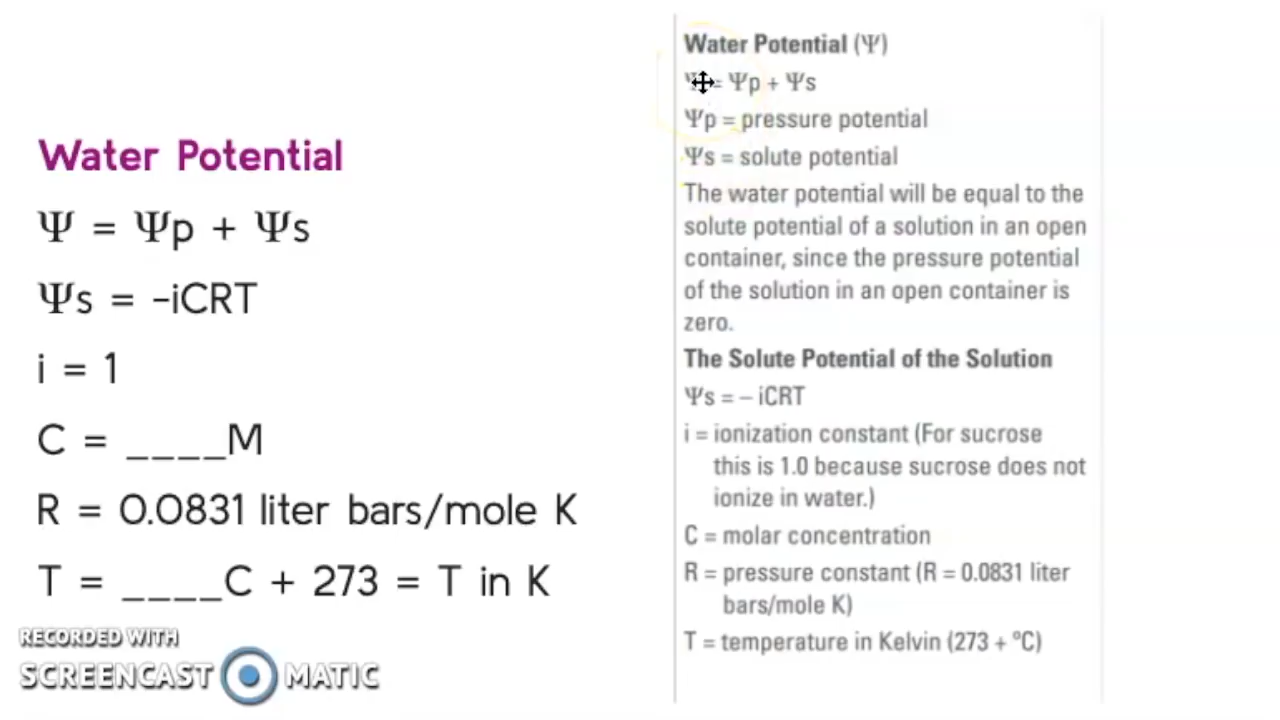 Water Potential
Ψ = Ψp + Ψs
Ψs = -iCRT
i = 1
C = ____M
R = 0.0831 liter bars/mole K
T = ____C + 273 = T in K
RECORDED WITH
SCREENCAST MATIC
Water Potential (Ψ)
= Ψp + Ψs
Ψp = pressure potential
Ψs = solute potential
The water potential will be equal to the
solute potential of a solution in an open
container, since the pressure potential
of the solution in an open container is
zero.
The Solute Potential of the Solution
Ψs = – iCRT
i = ionization constant (For sucrose
this is 1.0 because sucrose does not
ionize in water.)
C = molar concentration
R = pressure constant (R = 0.0831 liter
bars/mole K)
T = temperature in Kelvin (273 + ºC)